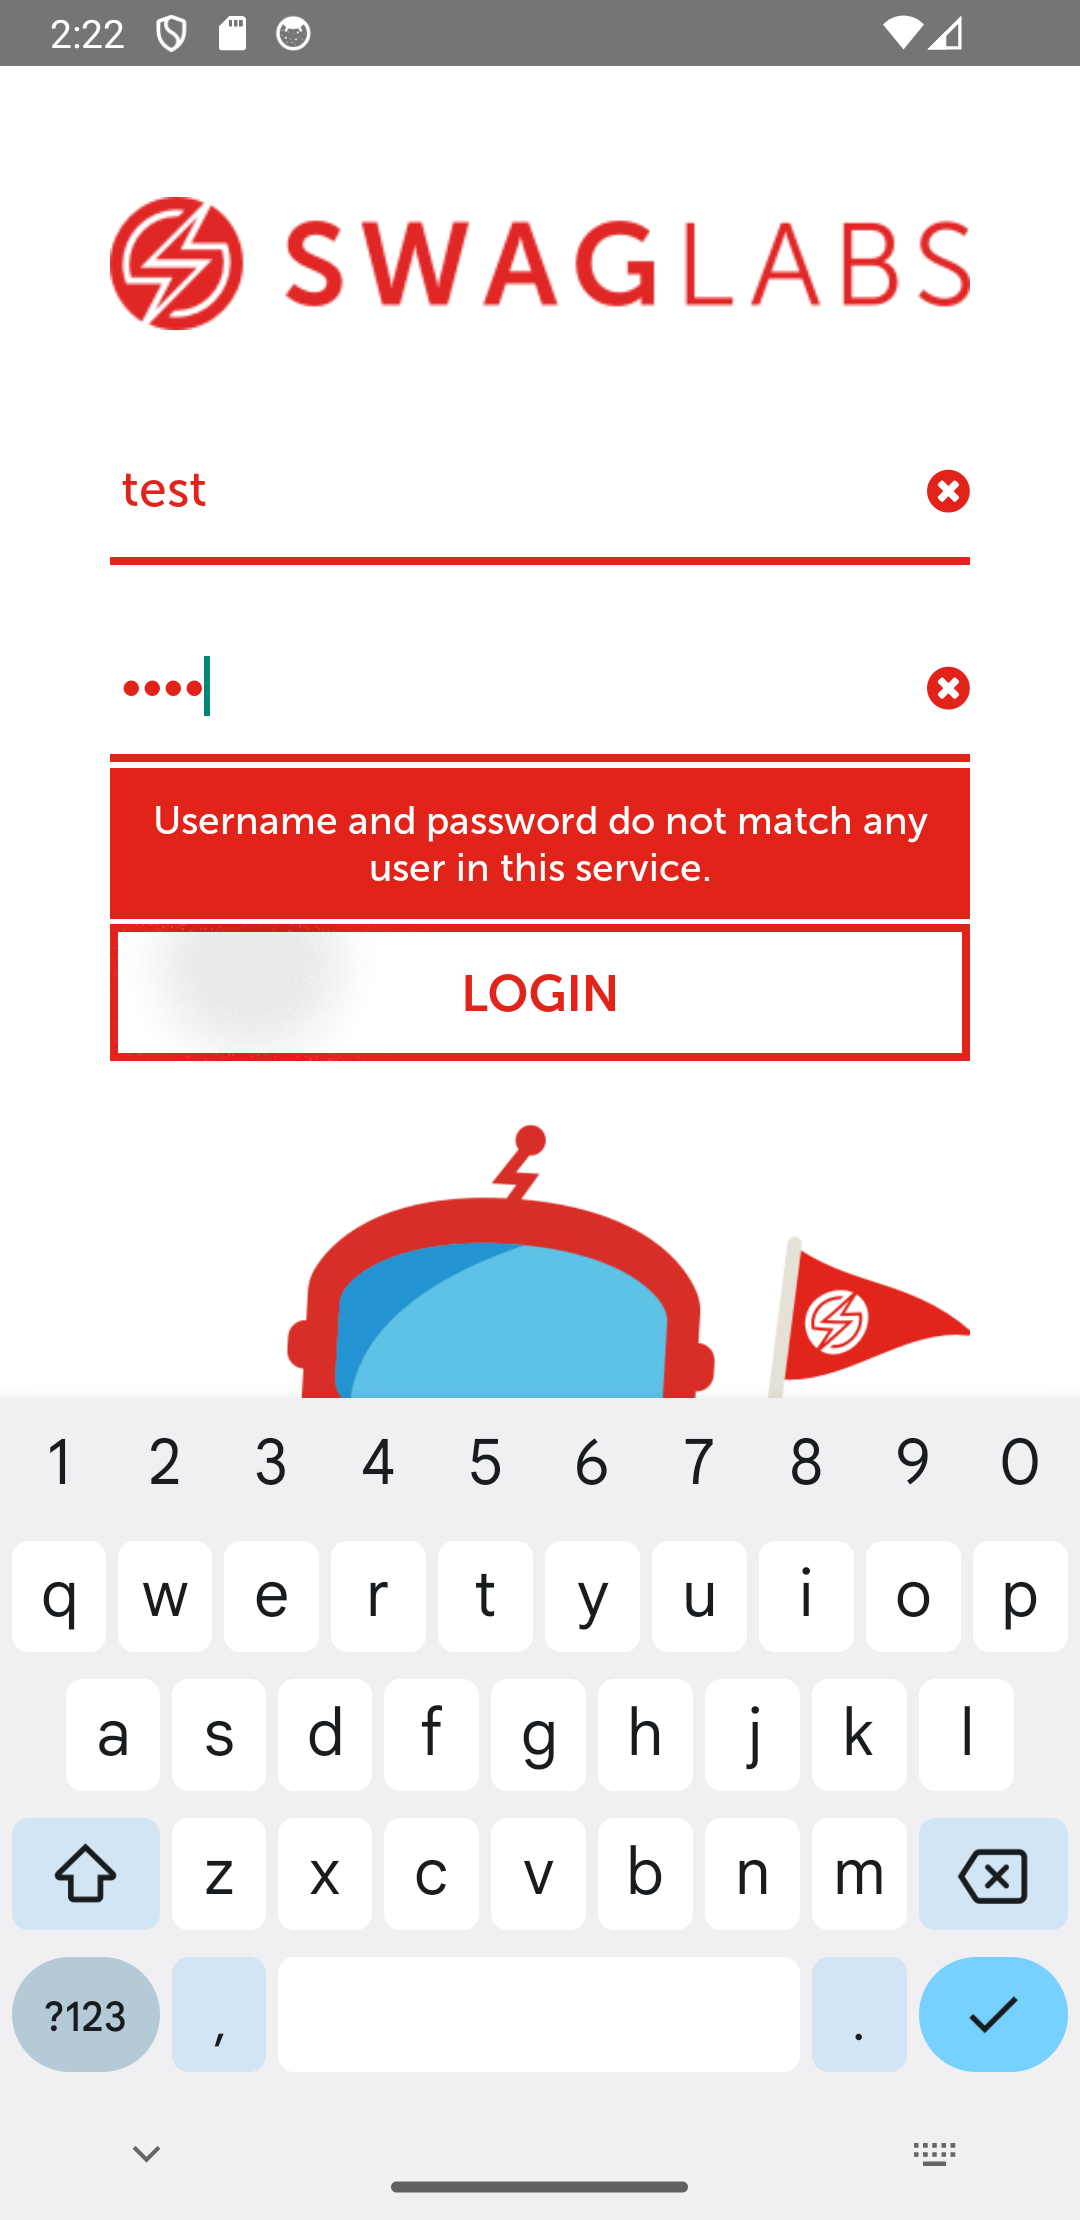 2:22
SWAGLABS
test
••••
Username and password do not match any
user in this service.
LOGIN
1 2 3 4 5 6 7 8 9 0
q w e r t y u i o p
a s d f g h j k l
z x c v b n m
?123 , .